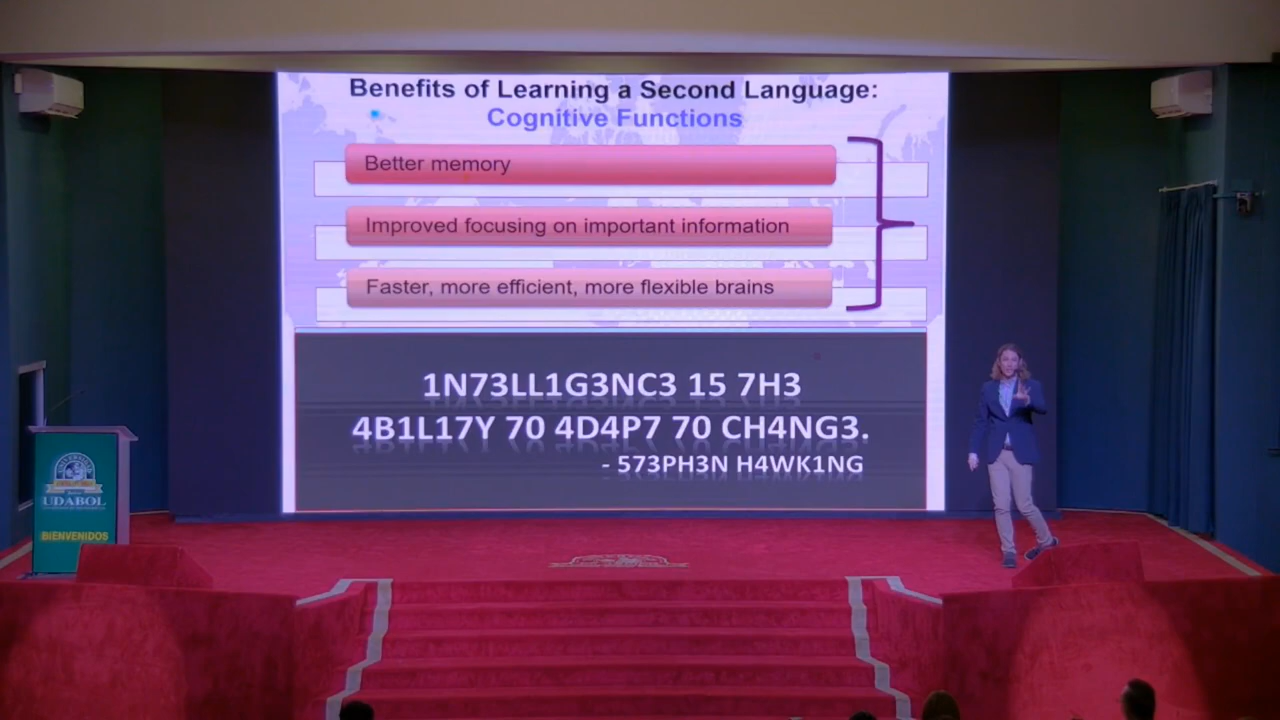 Benefits of Learning a Second Language:
Cognitive Functions
Better memory
Improved focusing on important information
Faster, more efficient, more flexible brains
1N73LL1G3NC3 15 7H3
4B1L17Y 70 4D4P7 70 CH4NG3.
- 573PH3N H4WK1NG
UDABOL
BIENVENIDOS